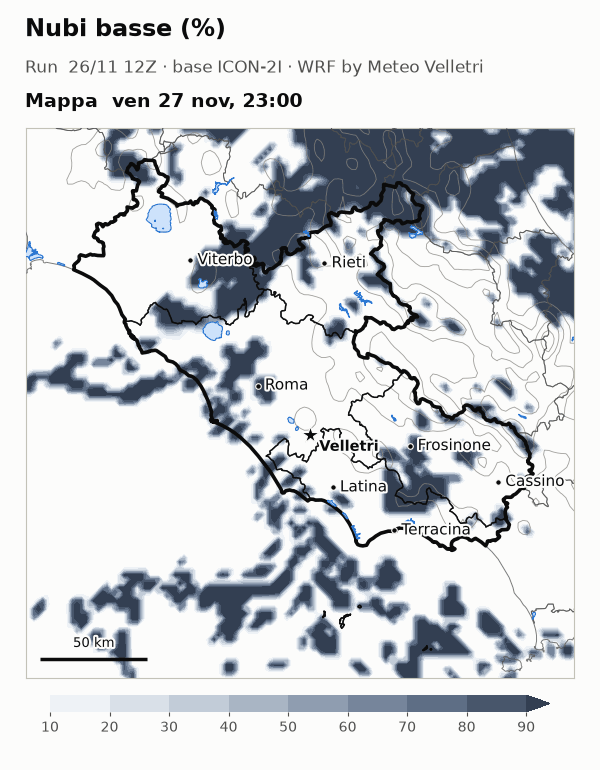 Nubi basse (%)
Run  26/11 12Z · base ICON-2I · WRF by Meteo Velletri
Mappa  ven 27 nov, 23:00
Viterbo
Rieti
Roma
Velletri
Frosinone
Cassino
Latina
Terracina
50 km
10 20 30 40 50 60 70 80 90